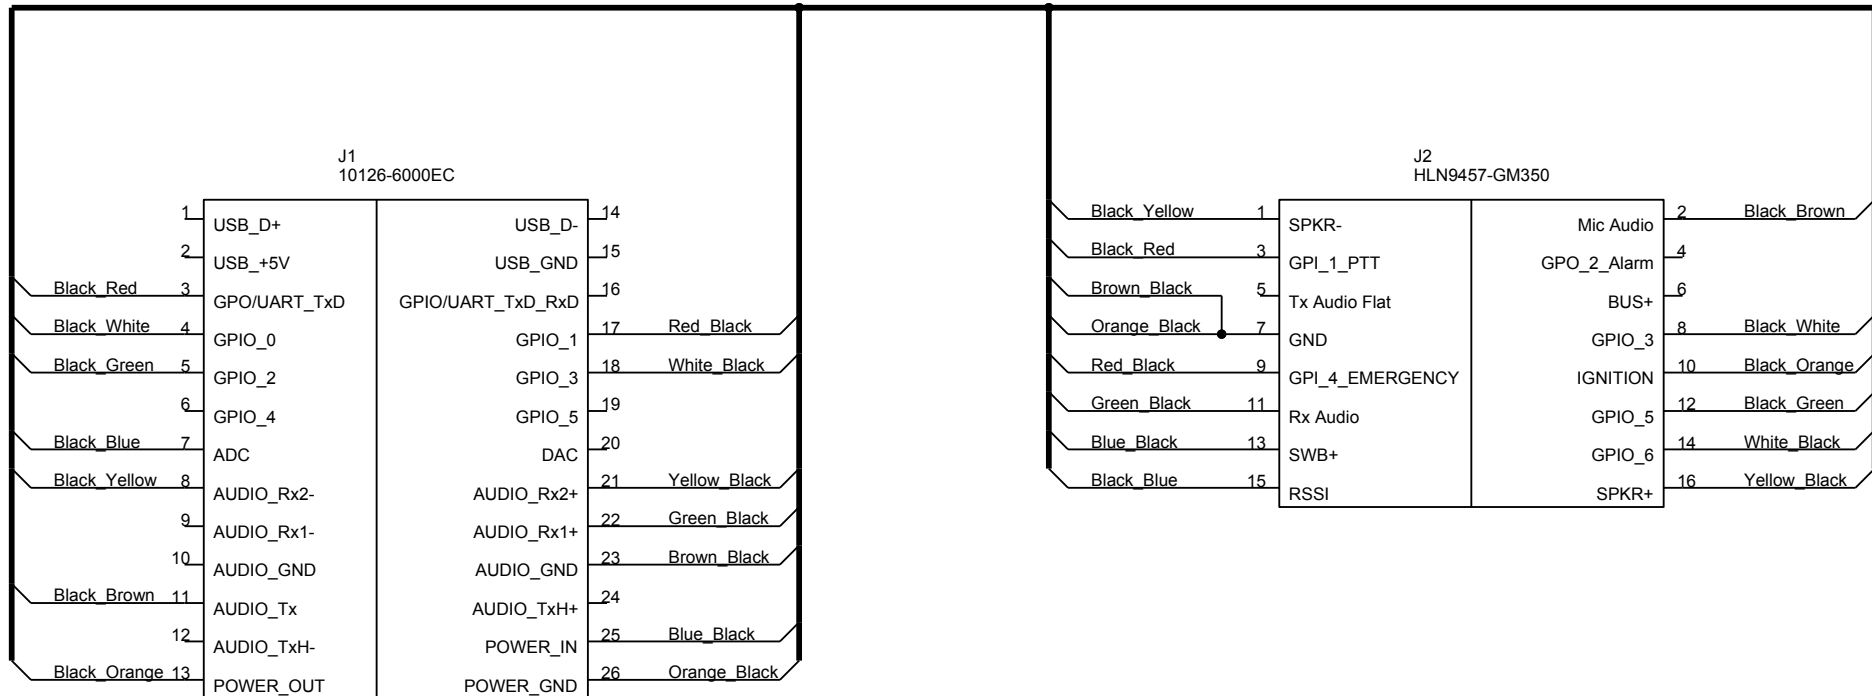 J1
10126-6000EC
1 USB_D+ USB_D- 14
2 USB_+5V USB_GND 15
Black_Red 3 GPO/UART_TxD GPIO/UART_TxD_RxD 16
Black_White 4 GPIO_0 GPIO_1 17 Red_Black
Black_Green 5 GPIO_2 GPIO_3 18 White_Black
6 GPIO_4 GPIO_5 19
Black_Blue 7 ADC DAC 20
Black_Yellow 8 AUDIO_Rx2- AUDIO_Rx2+ 21 Yellow_Black
9 AUDIO_Rx1- AUDIO_Rx1+ 22 Green_Black
10 AUDIO_GND AUDIO_GND 23 Brown_Black
Black_Brown 11 AUDIO_Tx AUDIO_TxH+ 24
12 AUDIO_TxH- POWER_IN 25 Blue_Black
Black_Orange 13 POWER_OUT POWER_GND 26 Orange_Black
J2
HLN9457-GM350
Black_Yellow 1 SPKR- Mic Audio 2 Black_Brown
Black_Red 3 GPI_1_PTT GPO_2_Alarm 4
Brown_Black 5 Tx Audio Flat BUS+ 6
Orange_Black 7 GND GPIO_3 8 Black_White
Red_Black 9 GPI_4_EMERGENCY IGNITION 10 Black_Orange
Green_Black 11 Rx Audio GPIO_5 12 Black_Green
Blue_Black 13 SWB+ GPIO_6 14 White_Black
Black_Blue 15 RSSI SPKR+ 16 Yellow_Black